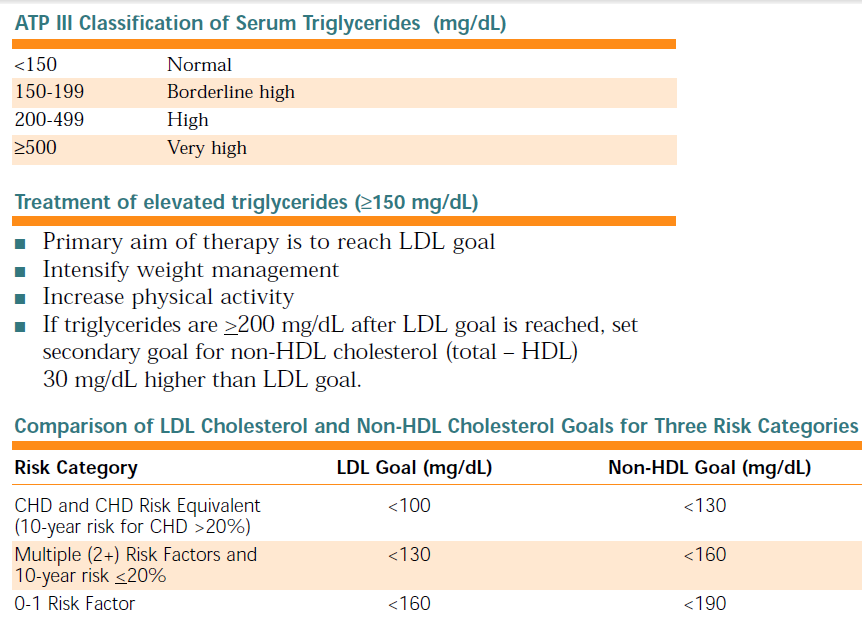 ATP III Classification of Serum Triglycerides (mg/dL)
<150 Normal
150-199 Borderline high
200-499 High
≥500 Very high
Treatment of elevated triglycerides (≥150 mg/dL)
■ Primary aim of therapy is to reach LDL goal
■ Intensify weight management
■ Increase physical activity
■ If triglycerides are ≥200 mg/dL after LDL goal is reached, set
secondary goal for non-HDL cholesterol (total – HDL)
30 mg/dL higher than LDL goal.
Comparison of LDL Cholesterol and Non-HDL Cholesterol Goals for Three Risk Categories
Risk Category LDL Goal (mg/dL) Non-HDL Goal (mg/dL)
CHD and CHD Risk Equivalent <100 <130
(10-year risk for CHD >20%)
Multiple (2+) Risk Factors and <130 <160
10-year risk ≤20%
0-1 Risk Factor <160 <190